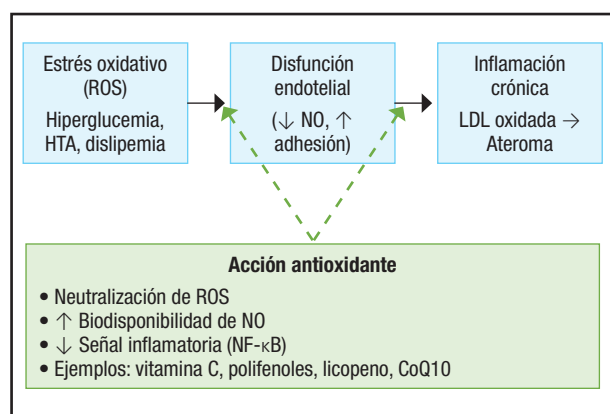 Estrés oxidativo
(ROS)
Hiperglucemia,
HTA, dislipemia
Disfunción
endotelial
(↓ NO, ↑
adhesión)
Inflamación
crónica
LDL oxidada →
Ateroma
Acción antioxidante
• Neutralización de ROS
• ↑ Biodisponibilidad de NO
• ↓ Señal inflamatoria (NF-κB)
• Ejemplos: vitamina C, polifenoles, licopeno, CoQ10